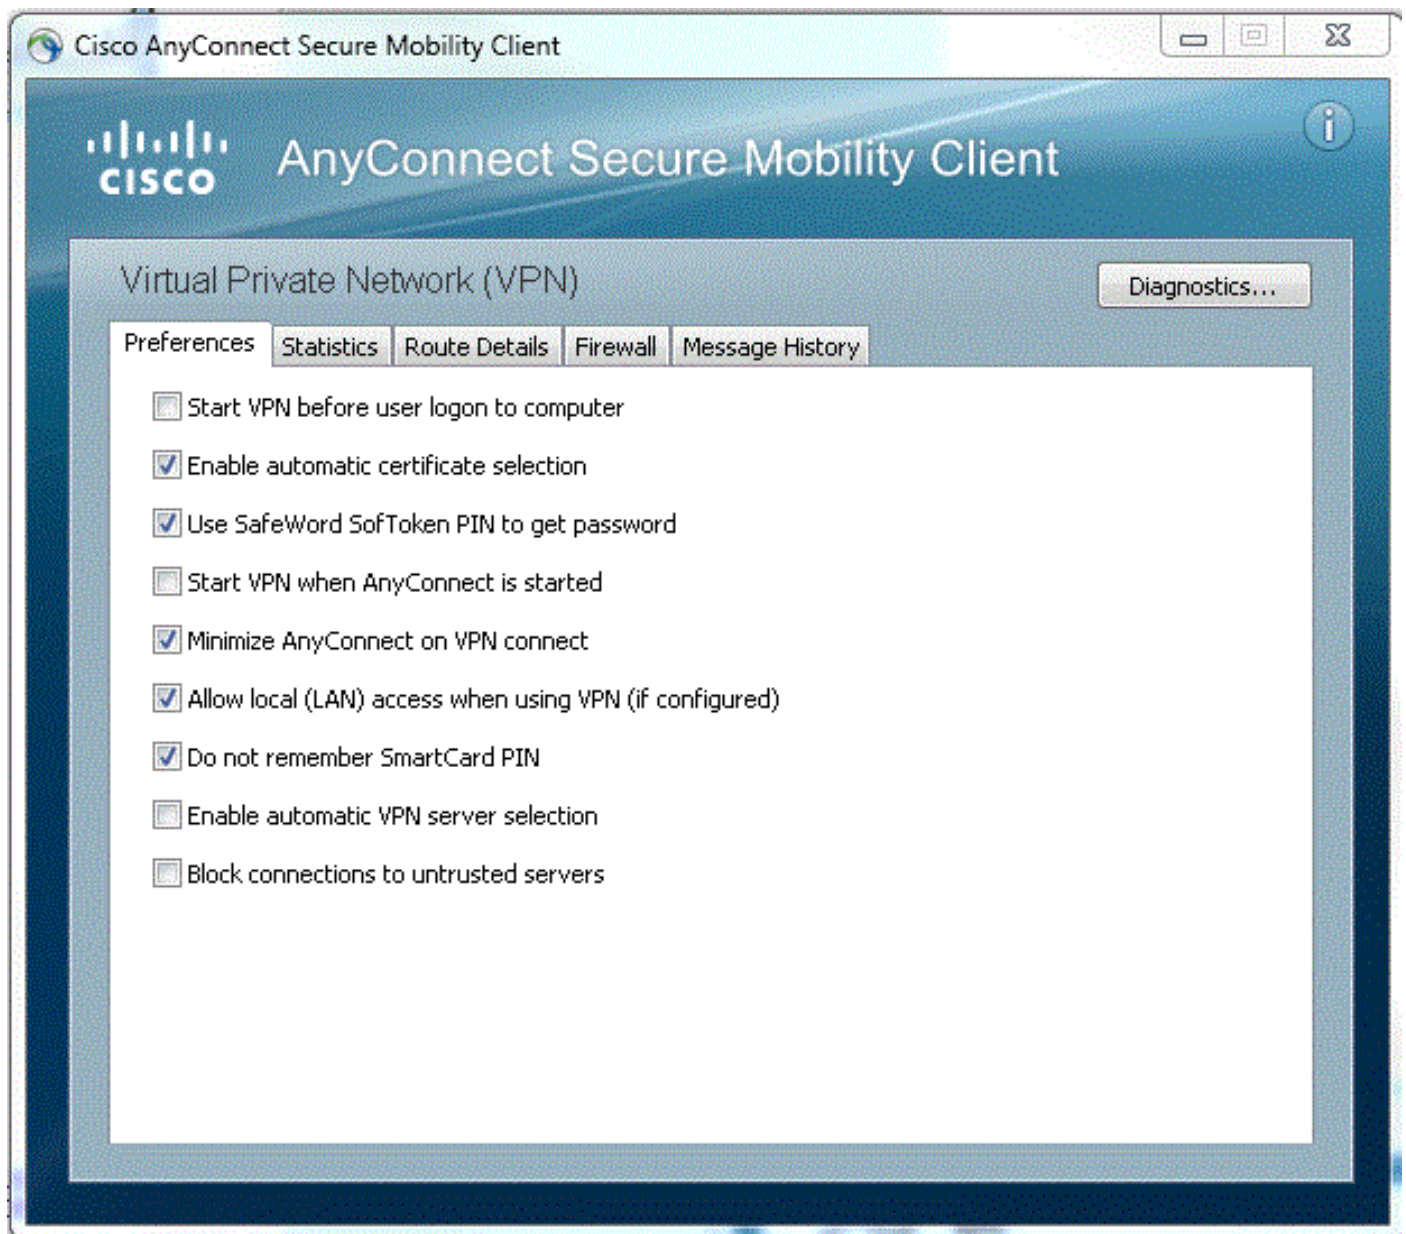 Cisco AnyConnect Secure Mobility Client
CISCO
AnyConnect Secure Mobility Client
i
Virtual Private Network (VPN)
Diagnostics...
Preferences
Statistics
Route Details
Firewall
Message History
Start VPN before user logon to computer
Enable automatic certificate selection
Use SafeWord SofToken PIN to get password
Start VPN when AnyConnect is started
Minimize AnyConnect on VPN connect
Allow local (LAN) access when using VPN (if configured)
Do not remember SmartCard PIN
Enable automatic VPN server selection
Block connections to untrusted servers